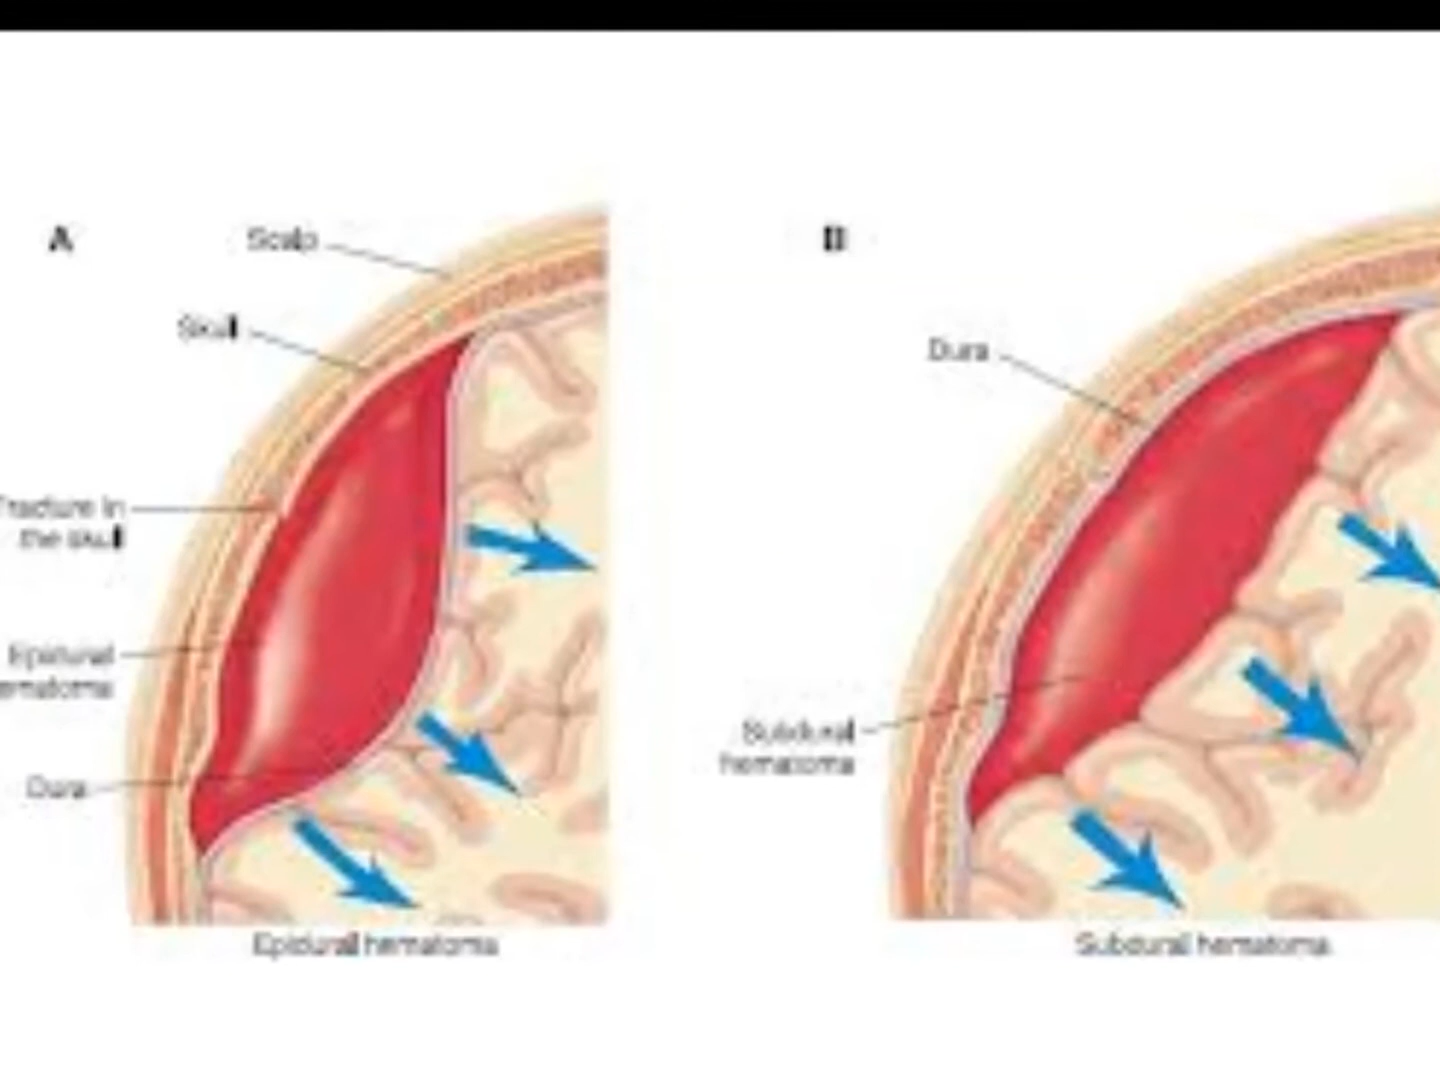 A
Scalp
Skull
Fracture in
the skull
Epidural
hematoma
Dura
Epidural hematoma
B
Dura
Subdural
hematoma
Subdural hematoma